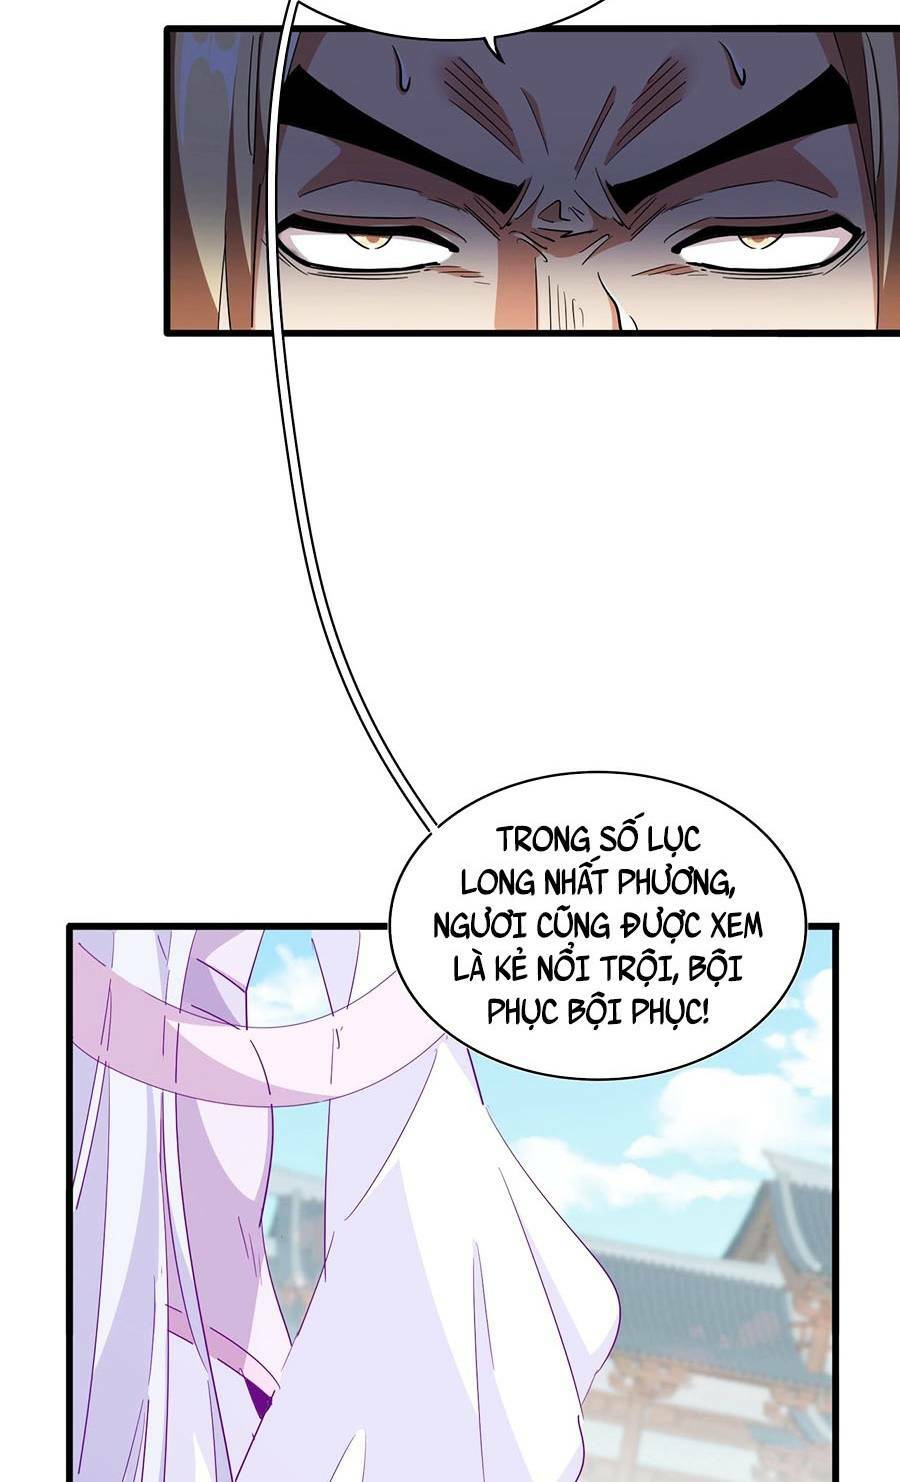 TRONG SỐ LỤC
LONG NHẤT PHƯƠNG,
NGƯƠI CŨNG ĐƯỢC XEM
LÀ KẺ NỔI TRỘI, BỘI
PHỤC BỘI PHỤC!